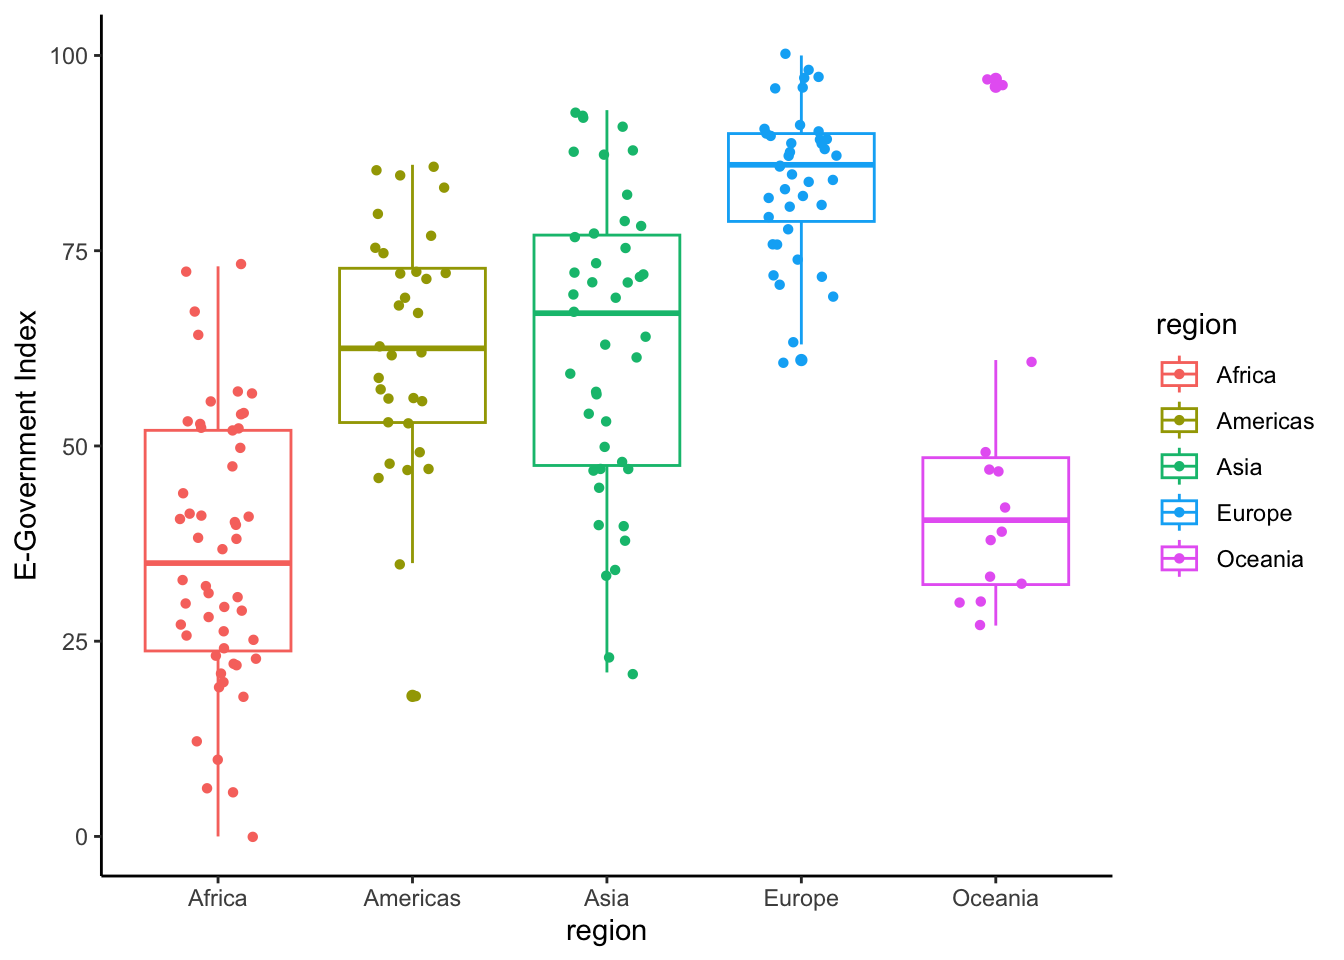 E-Government Index
100
75
50
25
0
Africa
Americas
Asia
Europe
Oceania
region
region
Africa
Americas
Asia
Europe
Oceania